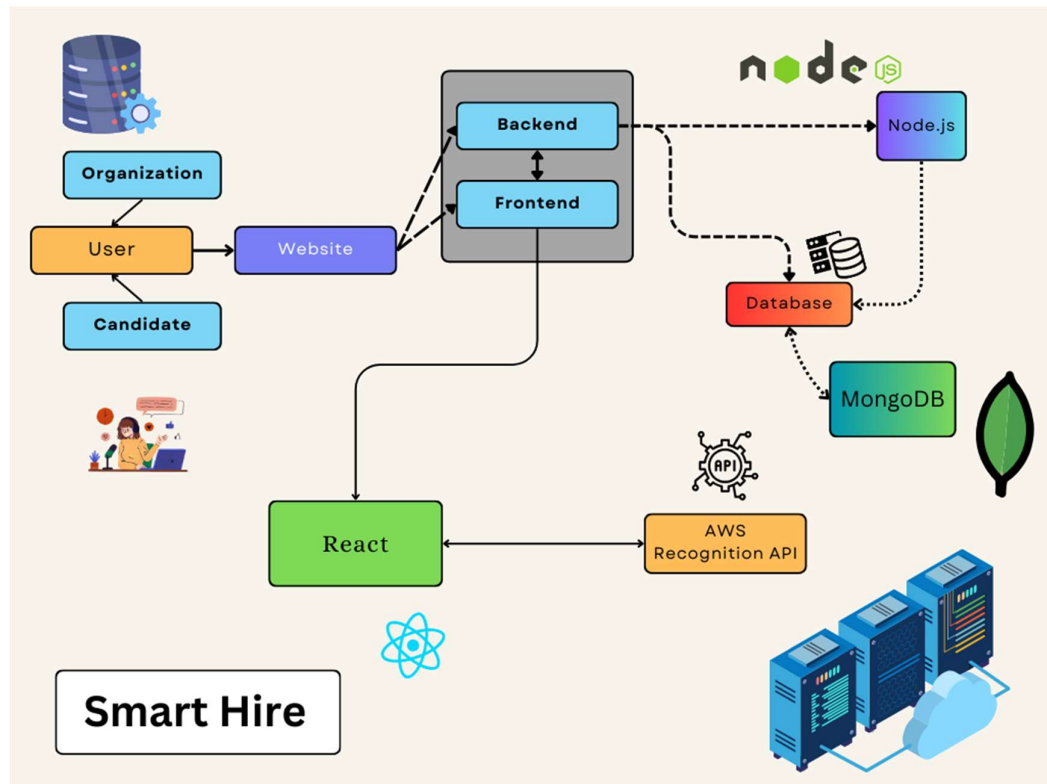 node
JS
Backend
Node.js
Organization
Frontend
User
Website
Database
Candidate
MongoDB
API
React
AWS
Recognition API
Smart Hire